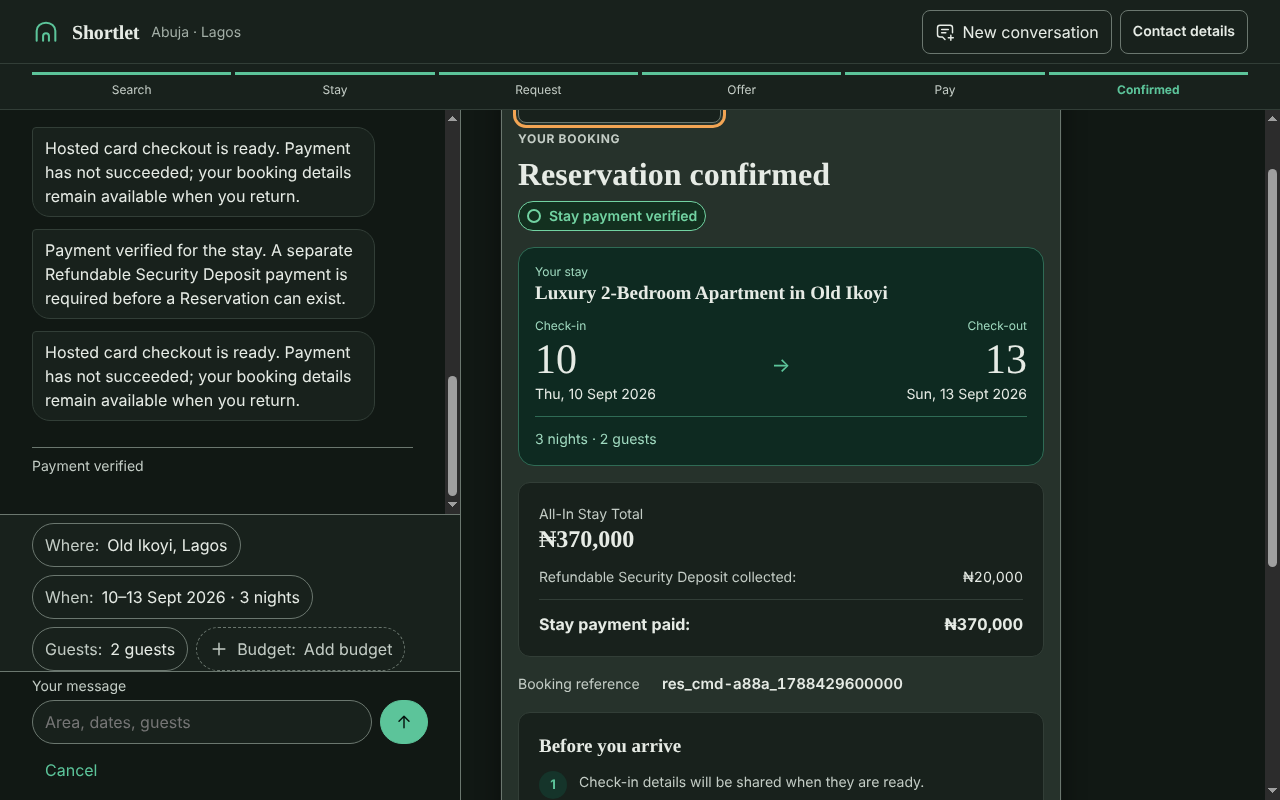 Shortlet
Abuja · Lagos
New conversation
Contact details
Search
Stay
Request
Offer
Pay
Confirmed
Hosted card checkout is ready. Payment
has not succeeded; your booking details
remain available when you return.
Payment verified for the stay. A separate
Refundable Security Deposit payment is
required before a Reservation can exist.
Hosted card checkout is ready. Payment
has not succeeded; your booking details
remain available when you return.
Payment verified
Where: Old Ikoyi, Lagos
When: 10–13 Sept 2026 · 3 nights
Guests: 2 guests
Budget: Add budget
Your message
Area, dates, guests
Cancel
YOUR BOOKING
Reservation confirmed
Stay payment verified
Your stay
Luxury 2-Bedroom Apartment in Old Ikoyi
Check-in
Check-out
10
13
Thu, 10 Sept 2026
Sun, 13 Sept 2026
3 nights · 2 guests
All-In Stay Total
₦370,000
Refundable Security Deposit collected: ₦20,000
Stay payment paid: ₦370,000
Booking reference res_cmd-a88a_1788429600000
Before you arrive
1 Check-in details will be shared when they are ready.